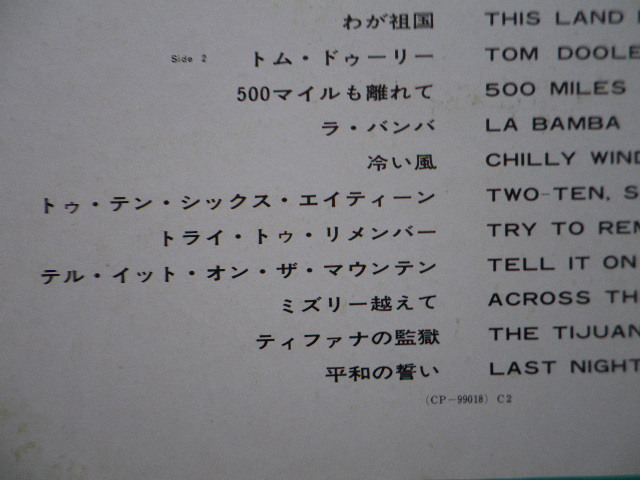 わが祖国 THIS LAND
Side 2 トム・ドゥーリー TOM DOOLE
500マイルも離れて 500 MILES
ラ・バンバ LA BAMBA
冷い風 CHILLY WIND
トゥ・テン・シックス・エイティーン TWO-TEN, S
トライ・トゥ・リメンバー TRY TO REM
テル・イット・オン・ザ・マウンテン TELL IT ON
ミズリー越えて ACROSS TH
ティファナの監獄 THE TIJUAN
平和の誓い LAST NIGHT
(CP-99018) C2